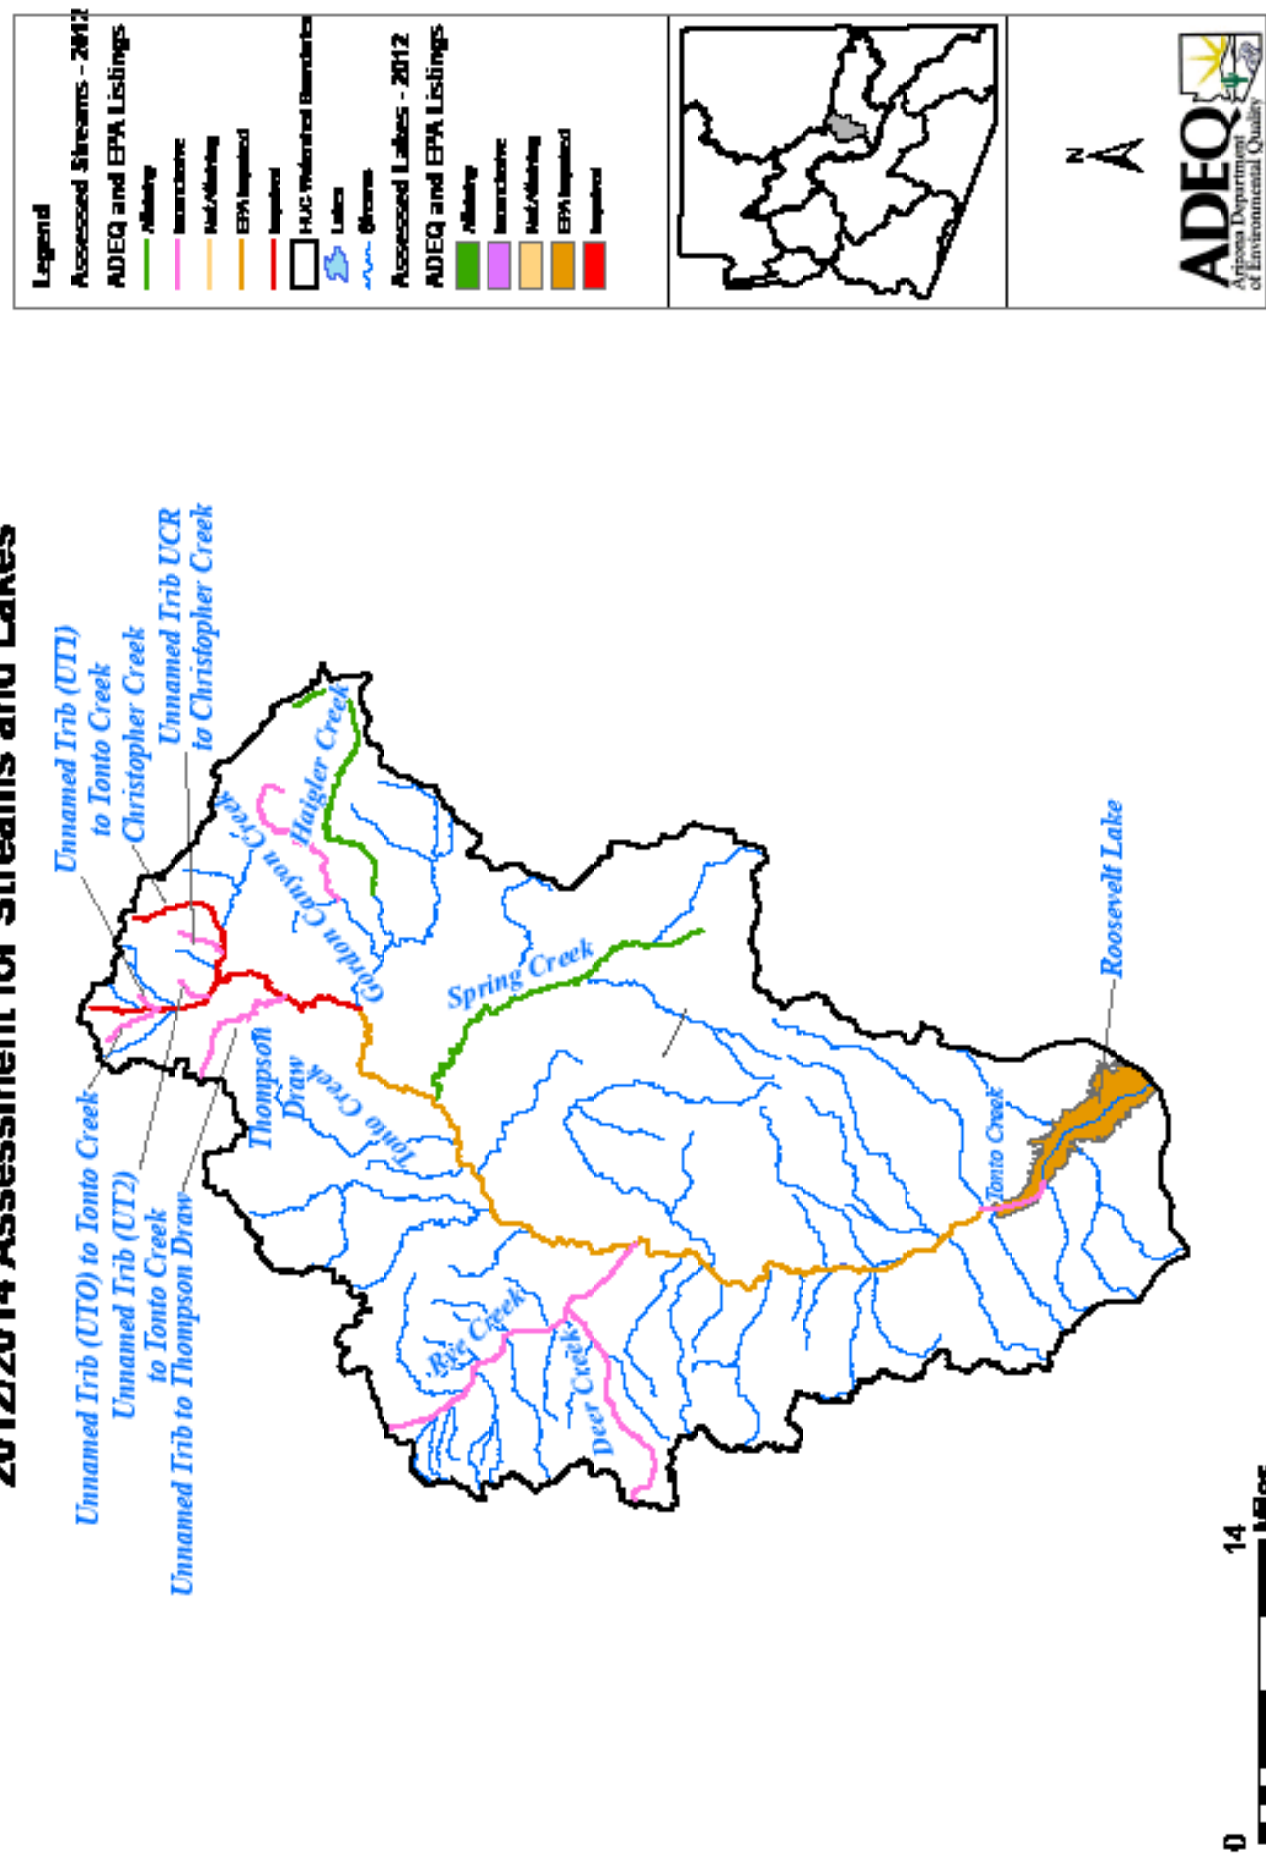 2012/2014 Assessment for Streams and Lakes
Unnamed Trib (UT1)
to Tonto Creek
Christopher Creek
Unnamed Trib UCR
to Christopher Creek
Unnamed Trib (UTO) to Tonto Creek
Unnamed Trib (UT2)
to Tonto Creek
Unnamed Trib to Thompson Draw
Thompson
Draw
Tonto Creek
Gordon Canyon Creek
Haigler Creek
Spring Creek
Rye Creek
Deer Creek
Tonto Creek
Roosevelt Lake
0 14
Miles
Legend
Assessed Streams - 2012
ADEQ and EPA Listings
Attaining
Inconclusive
Not Attaining
EPA Impaired
Impaired
HUC Watershed Boundaries
Lakes
Streams
Assessed Lakes - 2012
ADEQ and EPA Listings
Attaining
Inconclusive
Not Attaining
EPA Impaired
Impaired
N
ADEQ
Arizona Department
of Environmental Quality